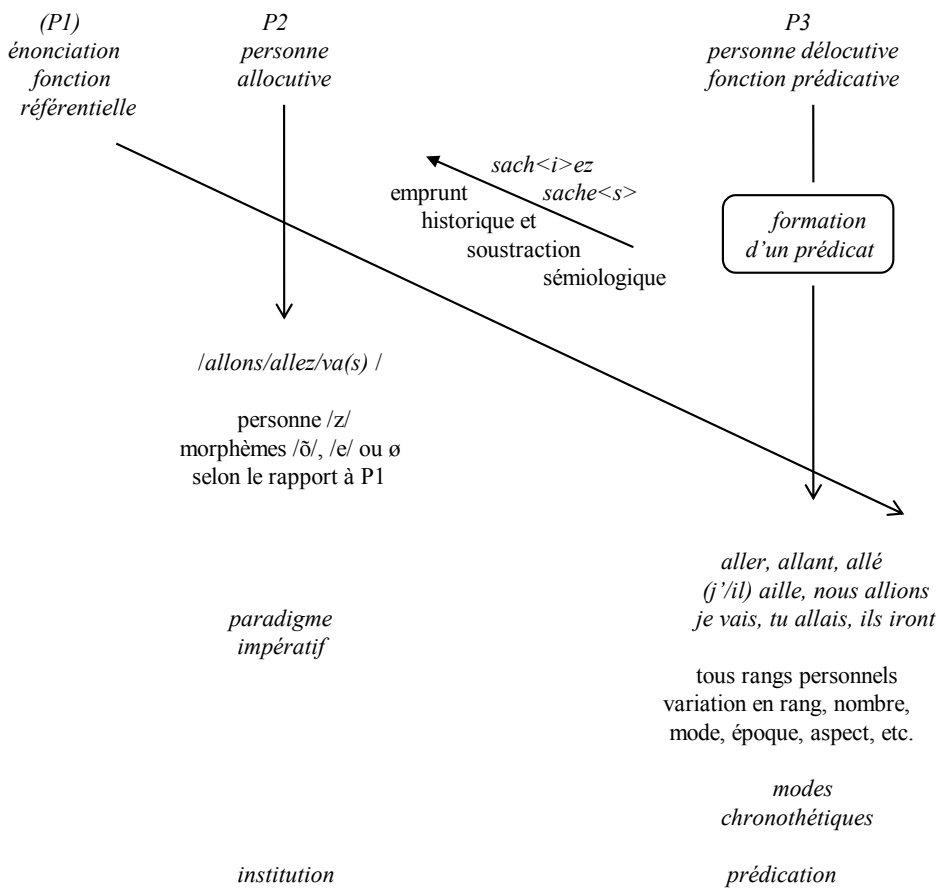 (P1)
énonciation
fonction
référentielle
P2
personne
allocutive
P3
personne délocutive
fonction prédicative
sach<i>ez
sache<s>
emprunt
historique et
soustraction
sémiologique
formation
d'un prédicat
/allons/allez/va(s) /
personne /z/
morphèmes /õ/, /e/ ou ø
selon le rapport à P1
paradigme
impératif
aller, allant, allé
(j'/il) aille, nous allions
je vais, tu allais, ils iront
tous rangs personnels
variation en rang, nombre,
mode, époque, aspect, etc.
modes
chronothétiques
institution
prédication